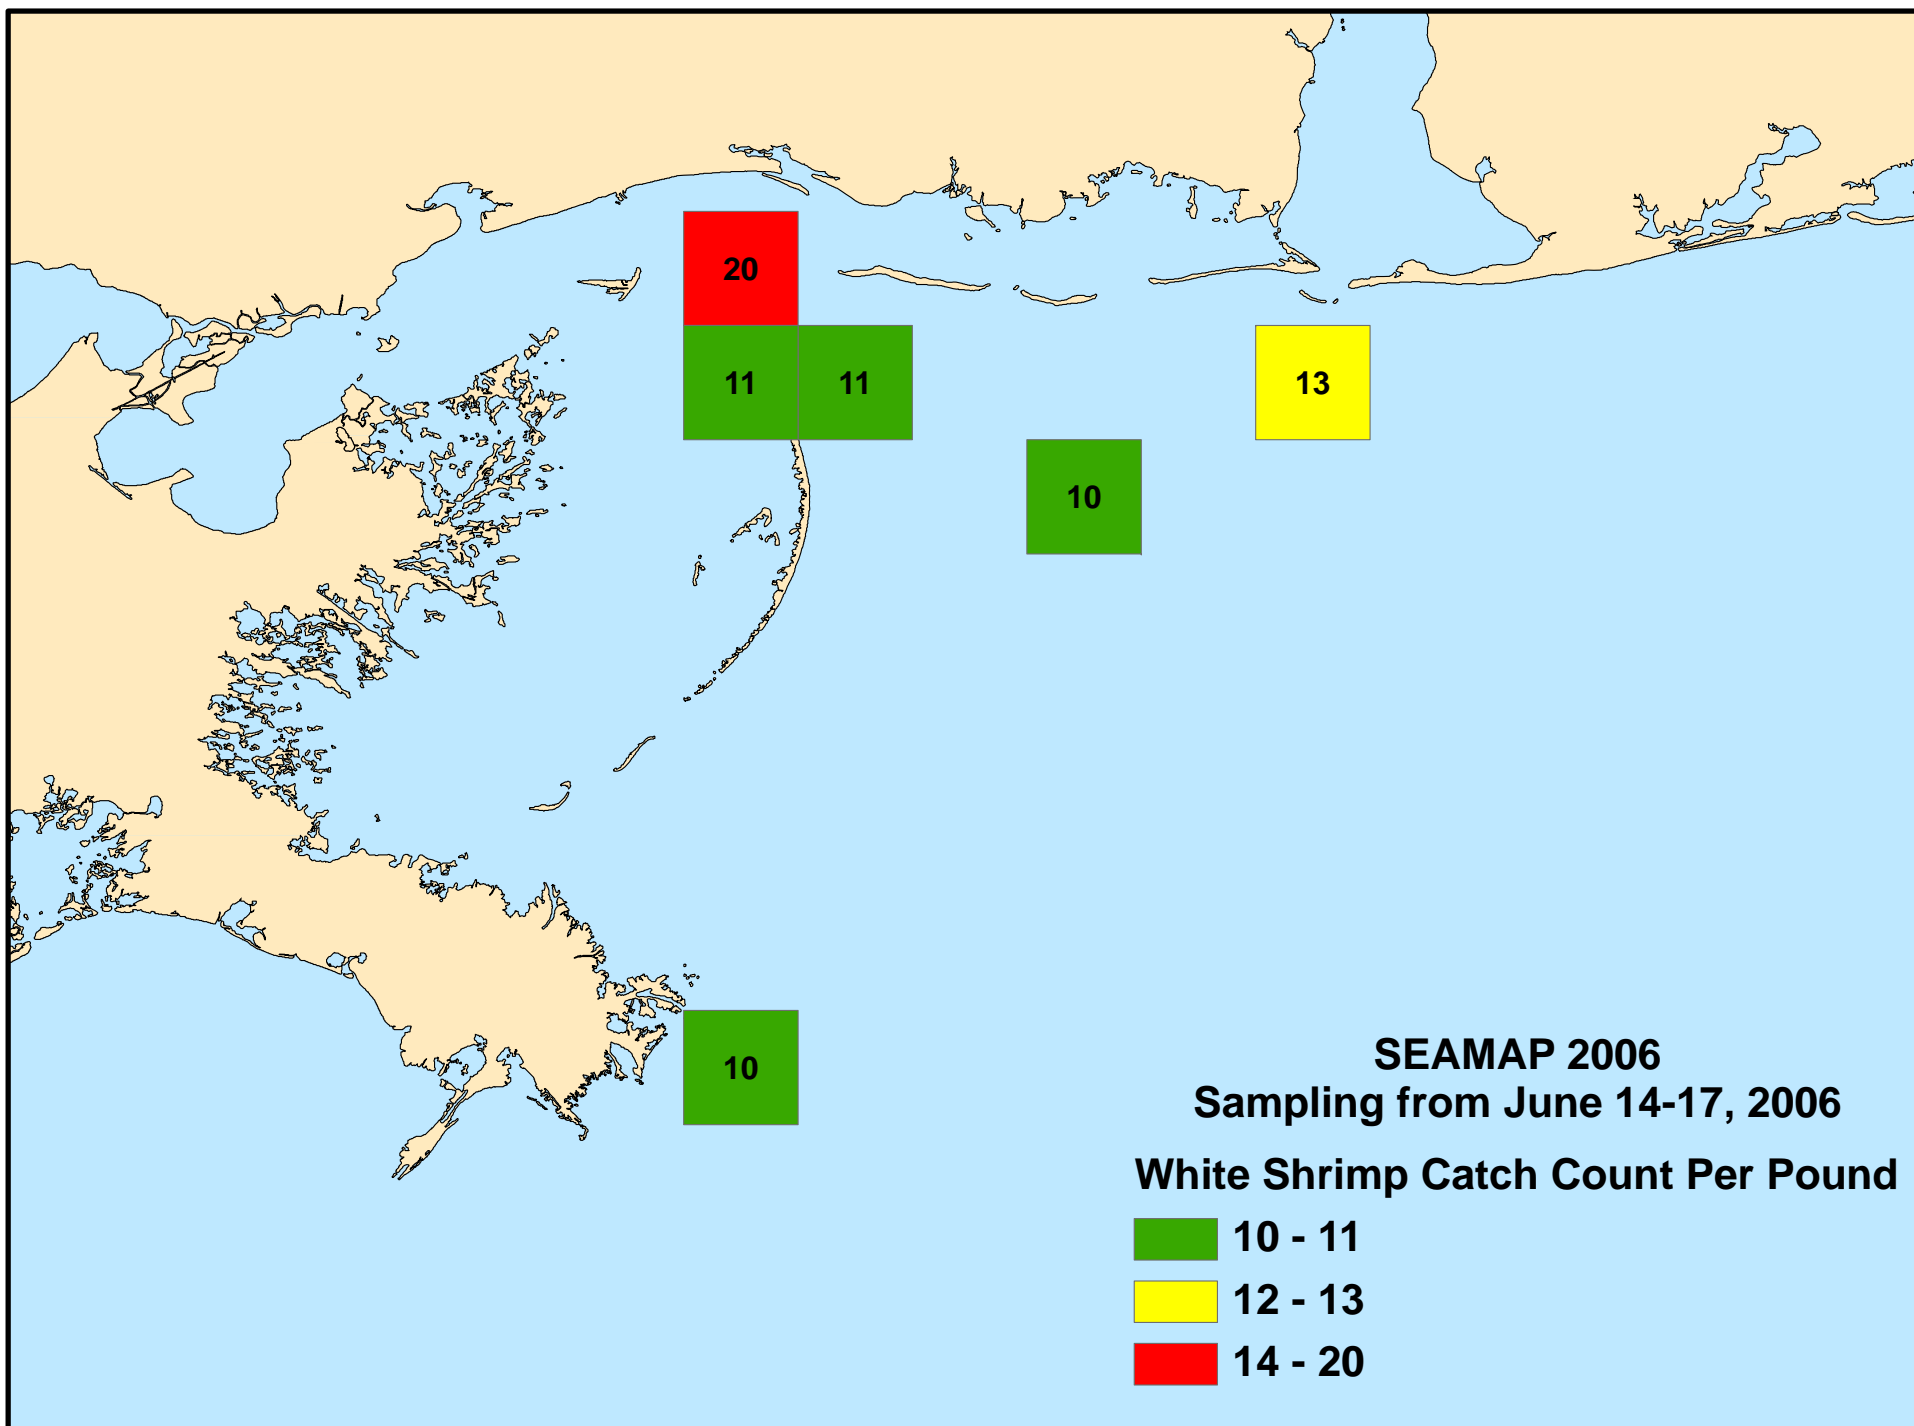 20
11 11 13
10
10
SEAMAP 2006
Sampling from June 14-17, 2006
White Shrimp Catch Count Per Pound
10 - 11
12 - 13
14 - 20